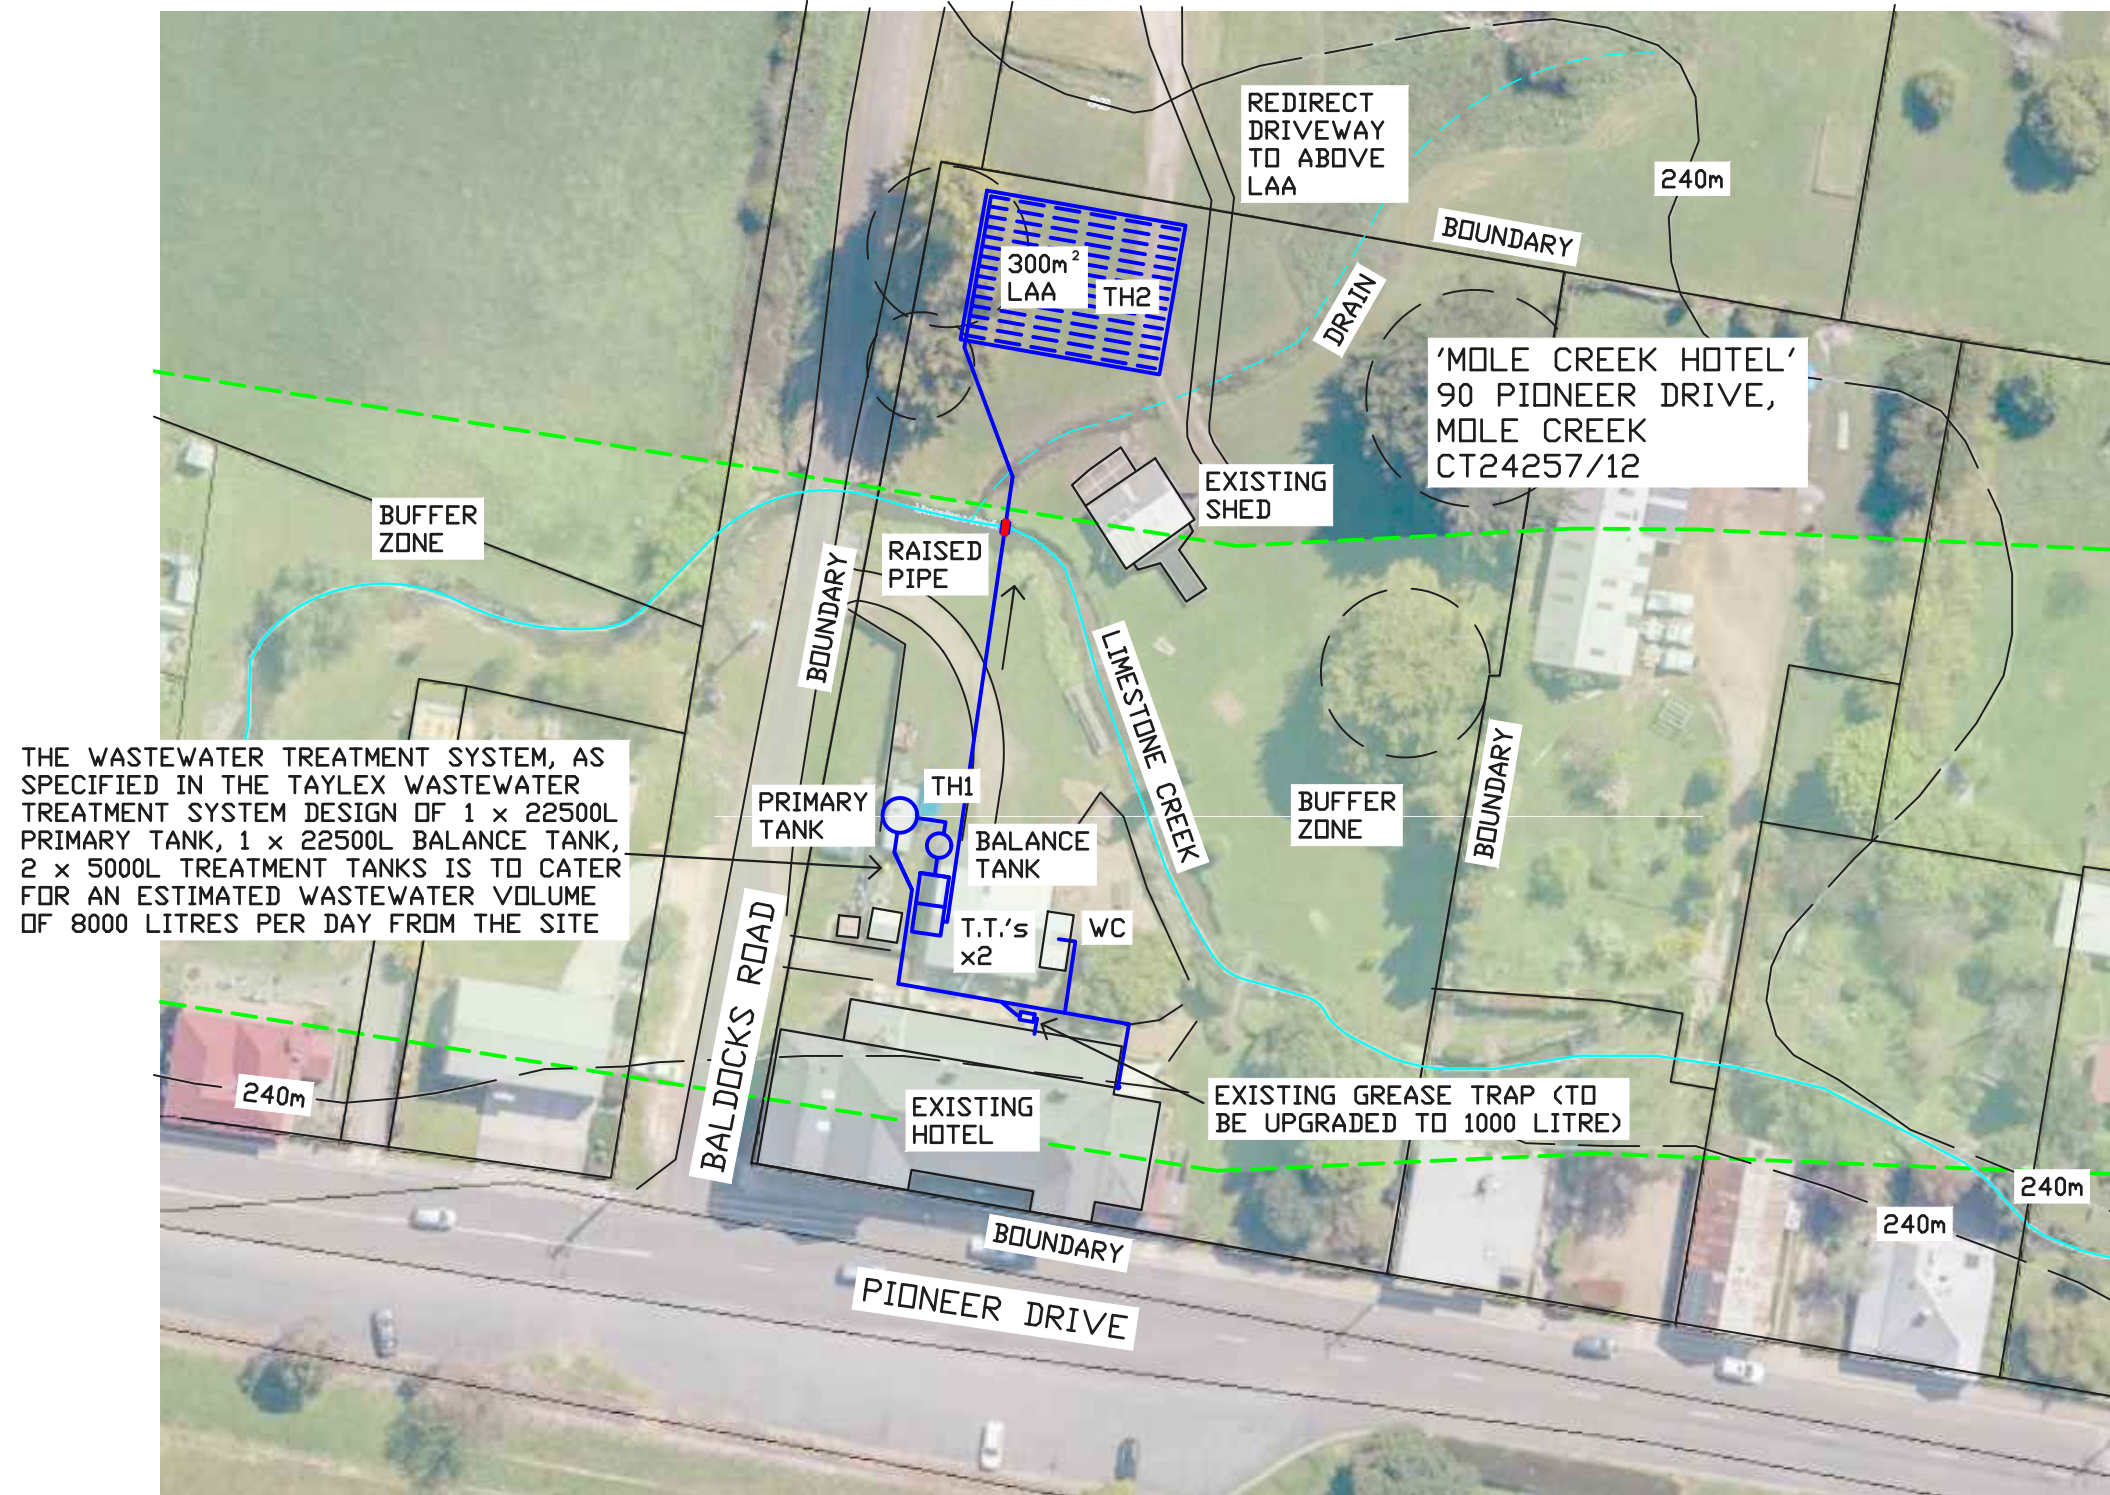 REDIRECT
DRIVEWAY
TO ABOVE
LAA
240m
BOUNDARY
300m²
LAA
TH2
DRAIN
'MOLE CREEK HOTEL'
90 PIONEER DRIVE,
MOLE CREEK
CT24257/12
EXISTING
SHED
BUFFER
ZONE
RAISED
PIPE
BOUNDARY
LIMESTONE CREEK
BOUNDARY
THE WASTEWATER TREATMENT SYSTEM, AS
SPECIFIED IN THE TAYLEX WASTEWATER
TREATMENT SYSTEM DESIGN OF 1 x 22500L
PRIMARY TANK, 1 x 22500L BALANCE TANK,
2 x 5000L TREATMENT TANKS IS TO CATER
FOR AN ESTIMATED WASTEWATER VOLUME
OF 8000 LITRES PER DAY FROM THE SITE
PRIMARY
TANK
TH1
BALANCE
TANK
BUFFER
ZONE
T.T.'s
x2
WC
BALDOCKS ROAD
240m
EXISTING
HOTEL
EXISTING GREASE TRAP (TO
BE UPGRADED TO 1000 LITRE)
240m
240m
BOUNDARY
PIONEER DRIVE